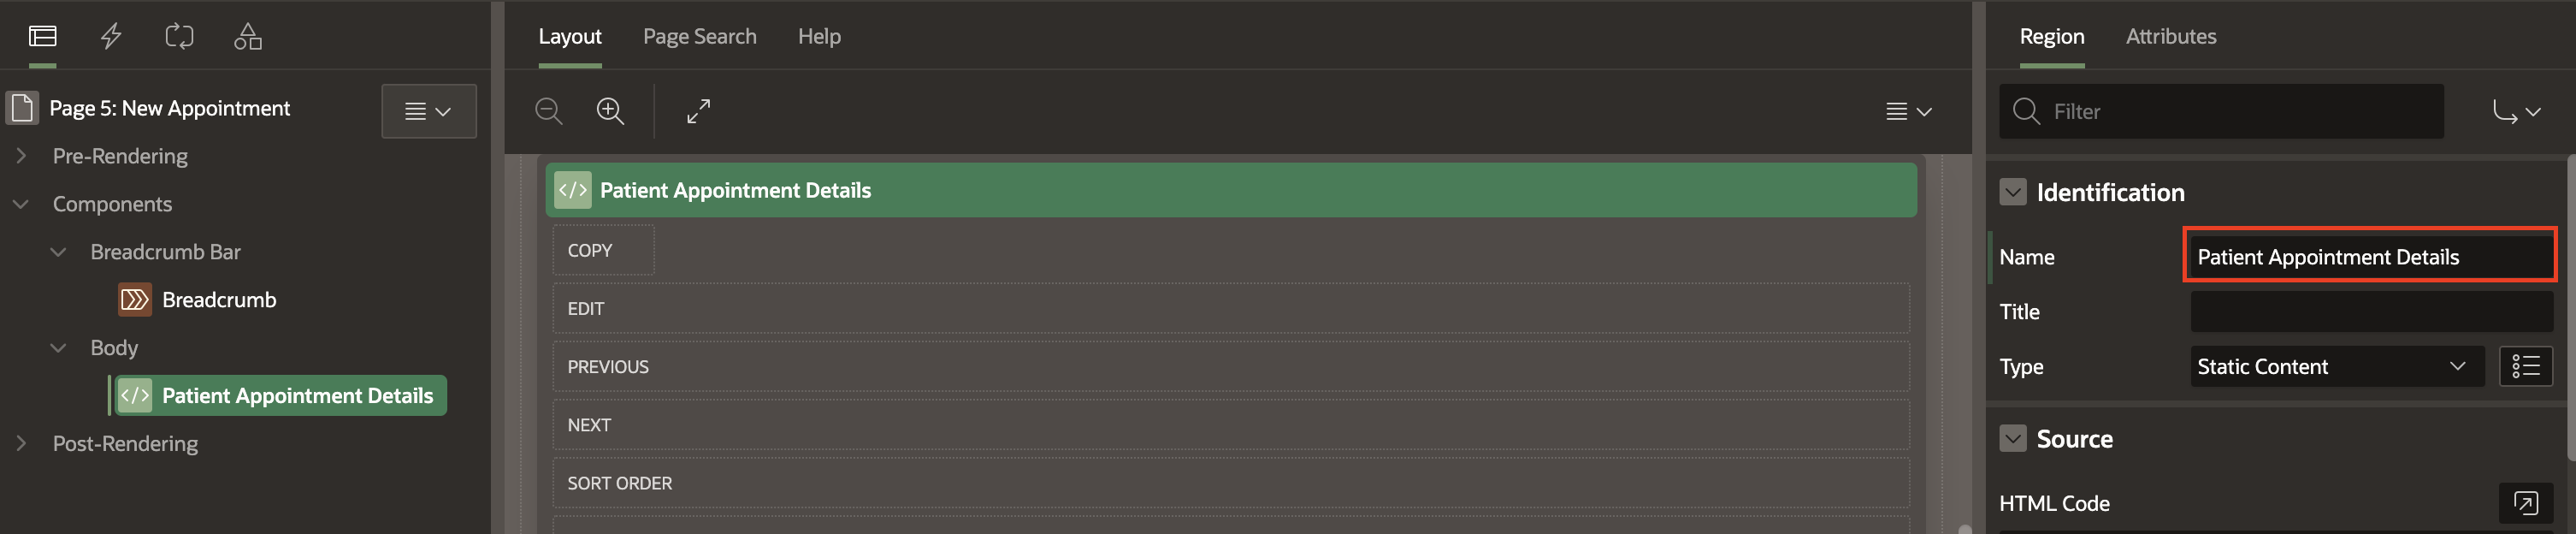 Page 5: New Appointment
Pre-Rendering
Components
Breadcrumb Bar
Breadcrumb
Body
Patient Appointment Details
Post-Rendering
Layout Page Search Help
Patient Appointment Details
COPY
EDIT
PREVIOUS
NEXT
SORT ORDER
Region Attributes
Filter
Identification
Name Patient Appointment Details
Title
Type Static Content
Source
HTML Code